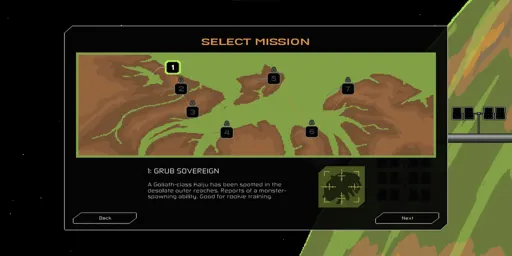 SELECT MISSION
1
2
3
4
5
6
7
1: GRUB SOVEREIGN
A Goliath-class Kaiju has been spotted in the
desolate outer reaches. Reports of a monster-
spawning ability. Good for rookie training.
Back
Next